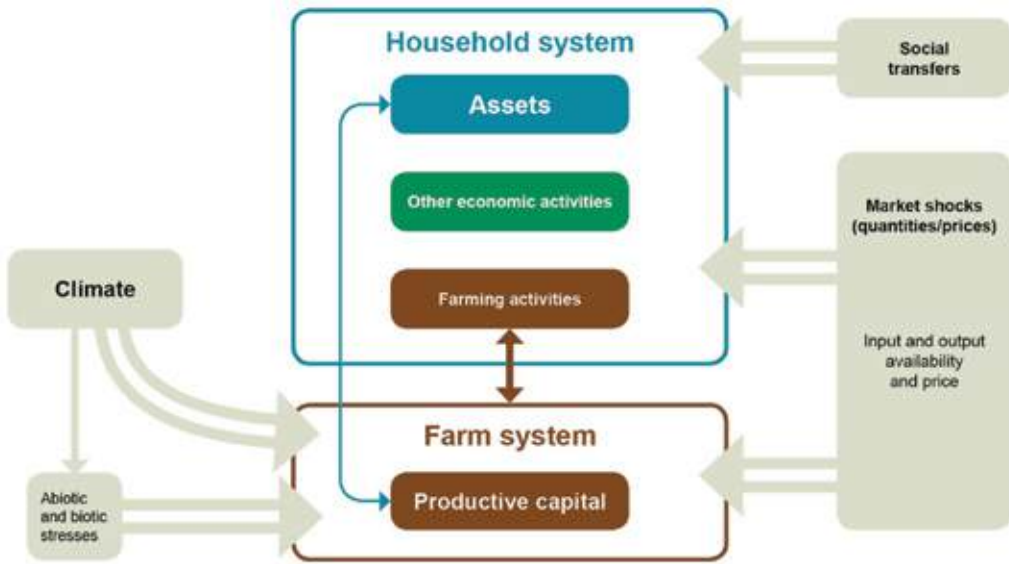 Household system
Assets
Other economic activities
Farming activities
Social
transfers
Market shocks
(quantities/prices)
Input and output
availability
and price
Climate
Abiotic
and biotic
stresses
Farm system
Productive capital